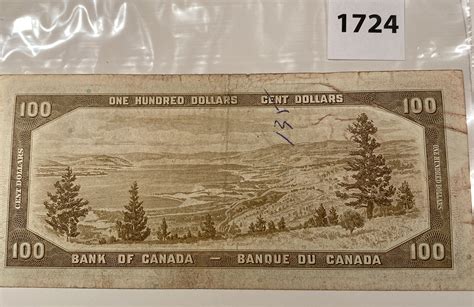 1724
100 ONE HUNDRED DOLLARS CENT DOLLARS 100
CENT DOLLARS
ONE HUNDRED DOLLARS
100 BANK OF CANADA — BANQUE DU CANADA 100